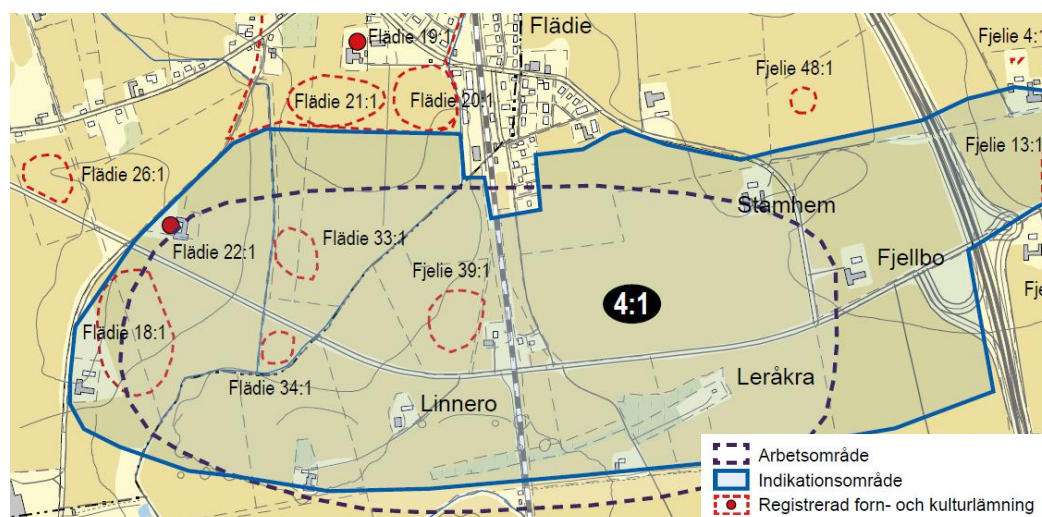 Flädie
Flädie 19:1
Fjelie 4:1
Fjelie 48:1
Flädie 21:1
Flädie 20:1
Fjelie 13:1
Flädie 26:1
Stamhem
Flädie 22:1
Flädie 33:1
Fjelie 39:1
Fjellbo
4:1
Flädie 18:1
Flädie 34:1
Linnero
Leråkra
Arbetsområde
Indikationsområde
Registrerad forn- och kulturlämning